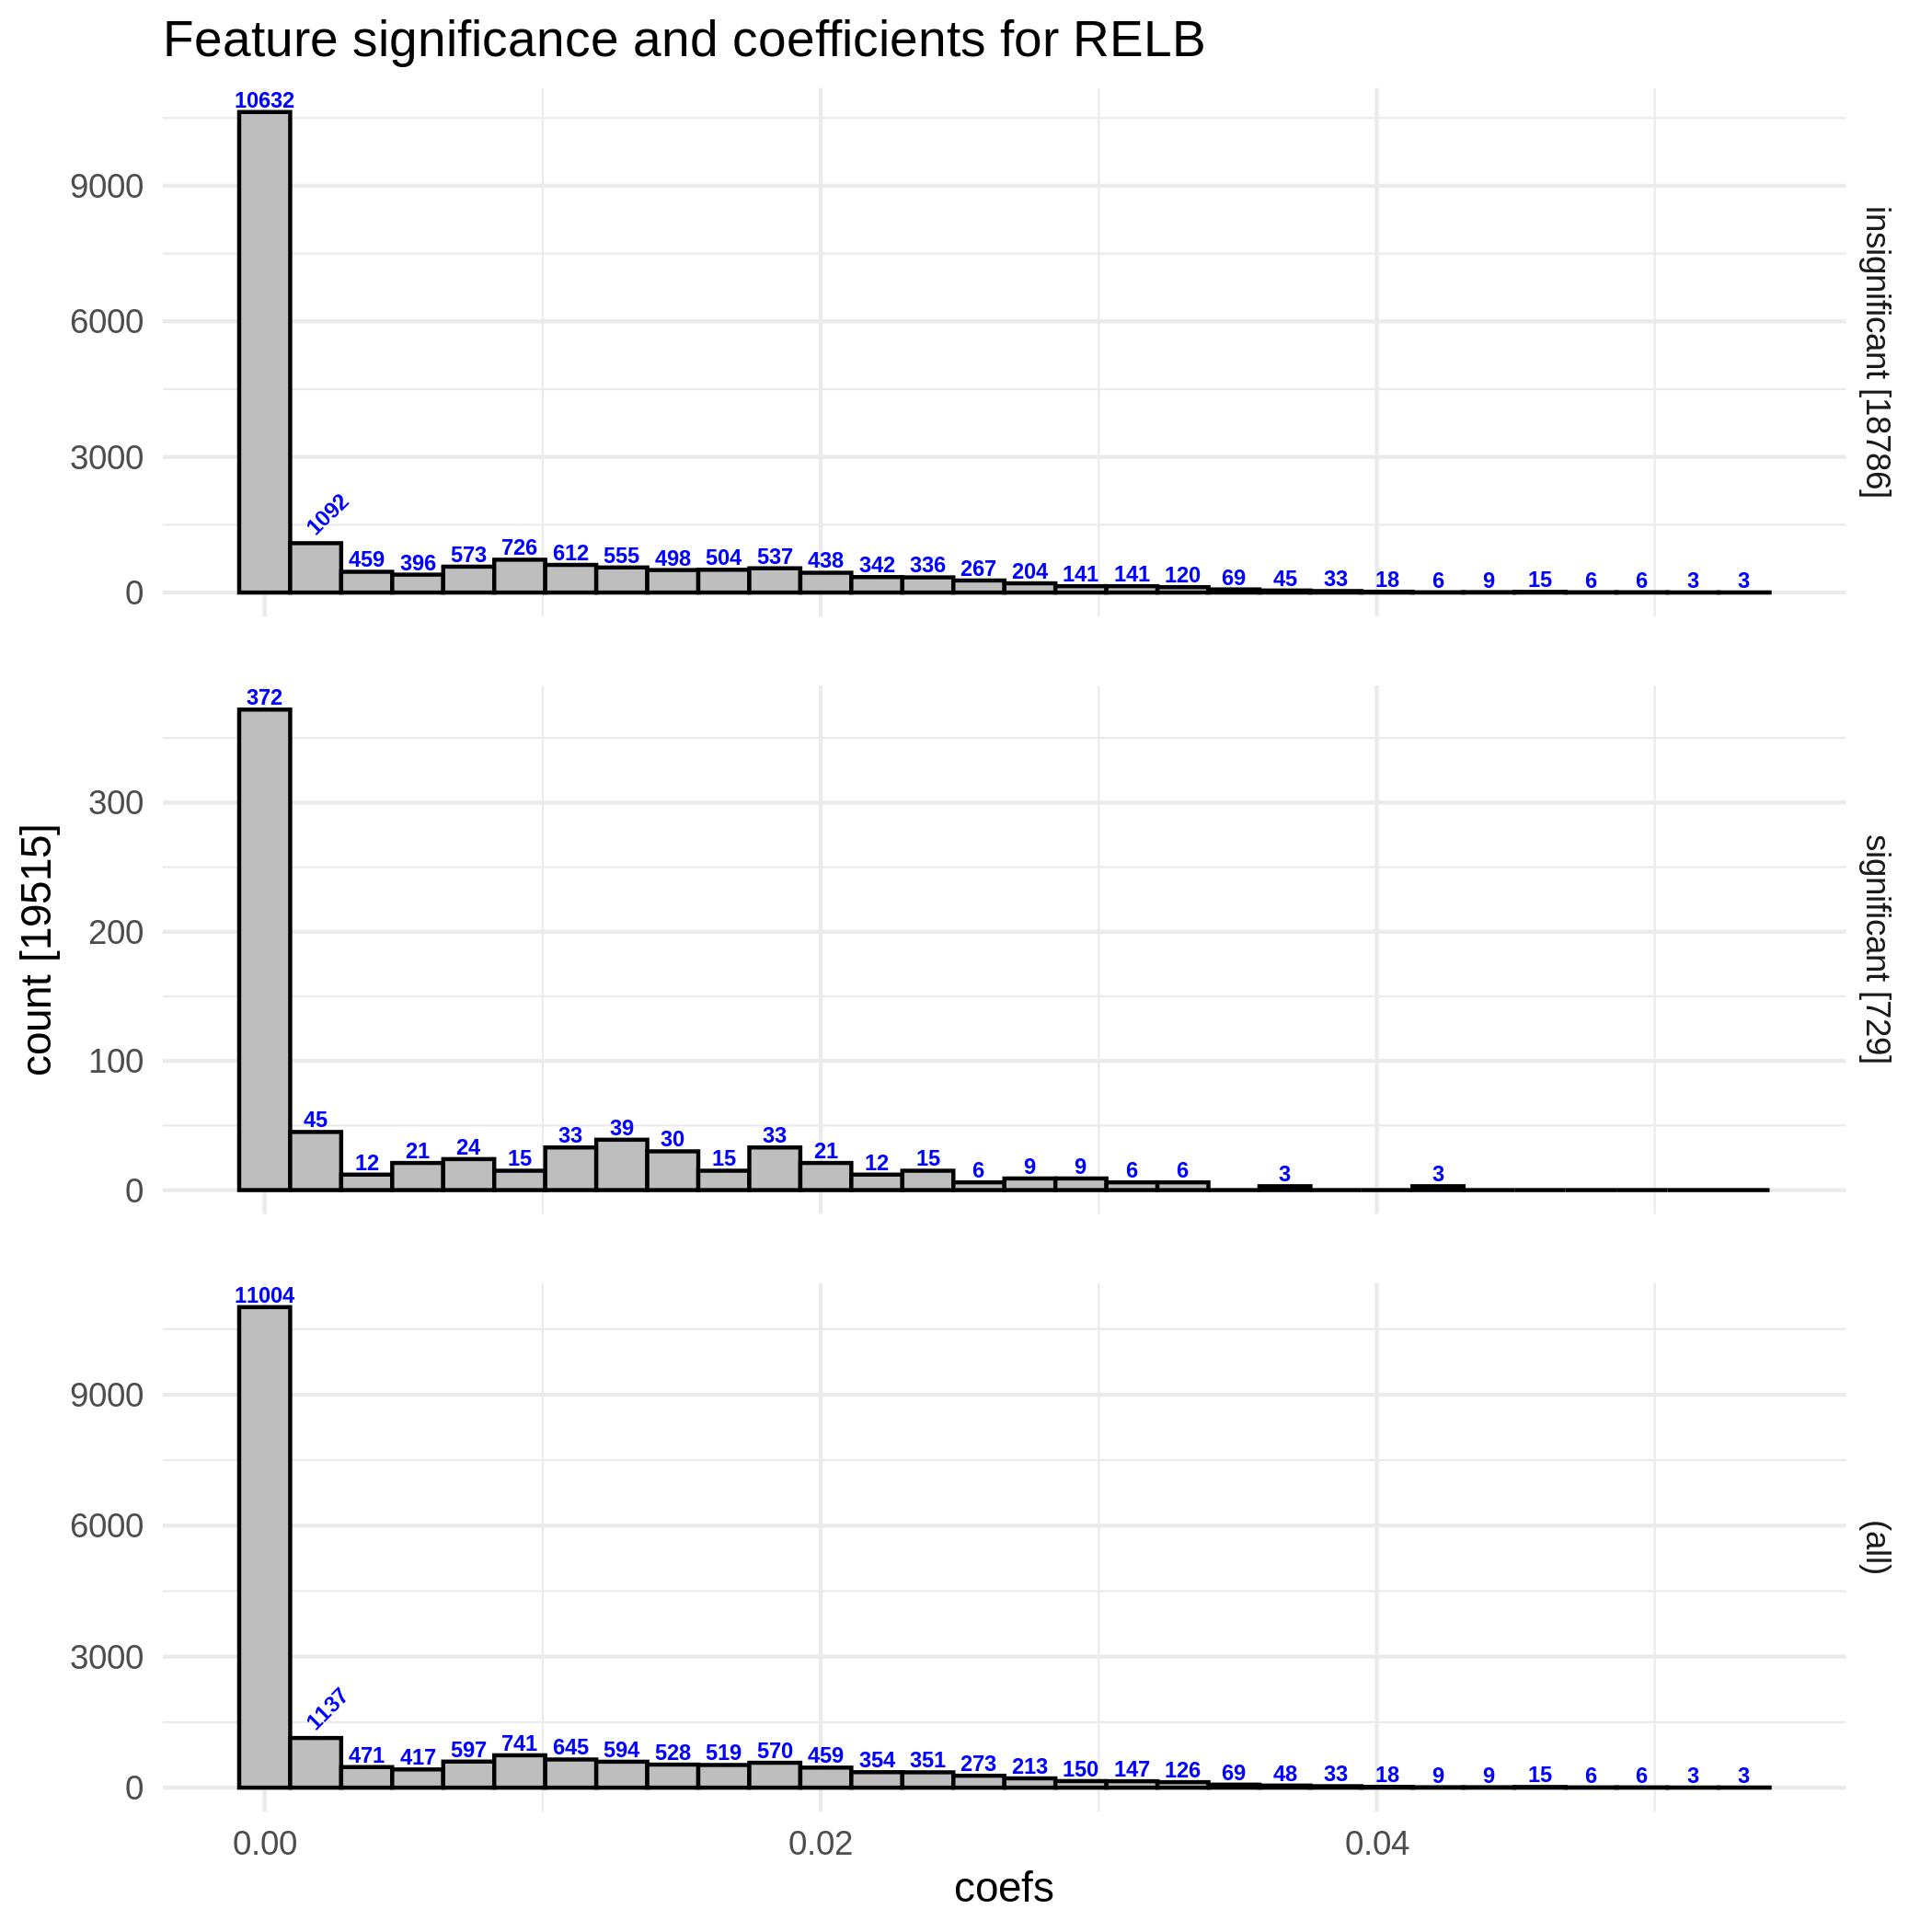 Feature significance and coefficients for RELB
10632
9000
6000
3000
0
1092
459 396 573 726 612 555 498 504 537 438 342 336 267 204 141 141 120 69 45 33 18 6 9 15 6 6 3 3
insignificant [18786]
372
300
200
100
0
45 12 21 24 15 33 39 30 15 33 21 12 15 6 9 9 6 6 3 3
significant [729]
count [19515]
11004
9000
6000
3000
0
1137
471 417 597 741 645 594 528 519 570 459 354 351 273 213 150 147 126 69 48 33 18 9 9 15 6 6 3 3
(all)
0.00 0.02 0.04
coefs